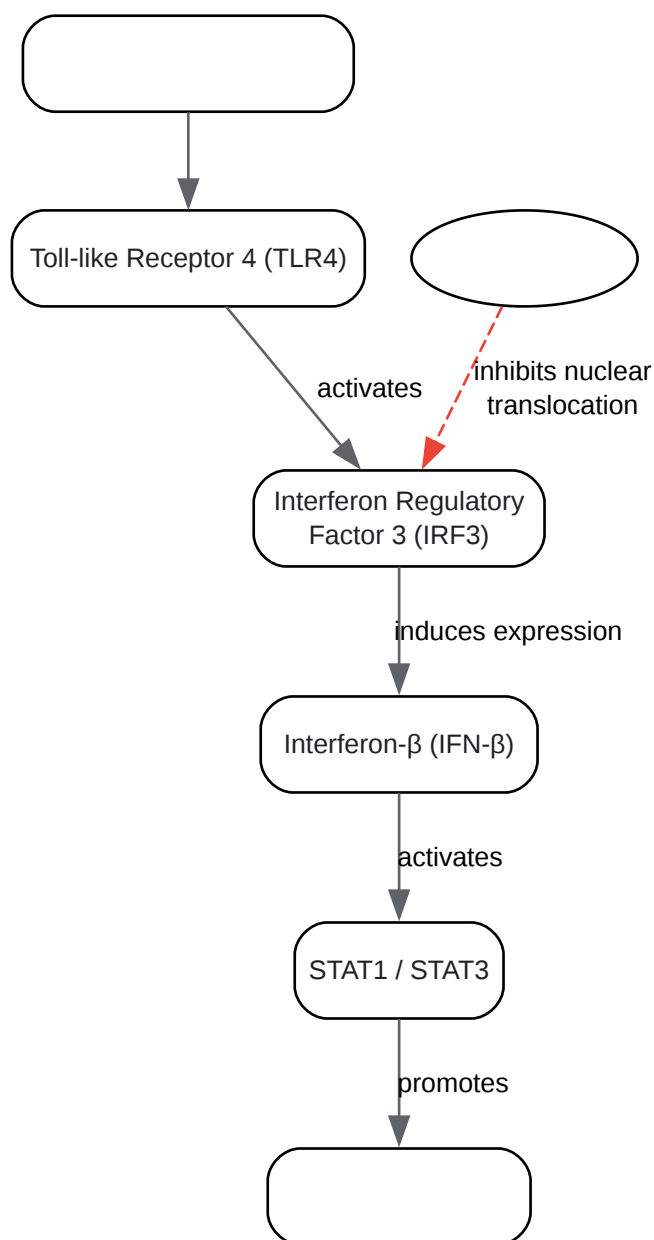 Toll-like Receptor 4 (TLR4)
activates
inhibits nuclear
translocation
Interferon Regulatory
Factor 3 (IRF3)
induces expression
Interferon-β (IFN-β)
activates
STAT1 / STAT3
promotes